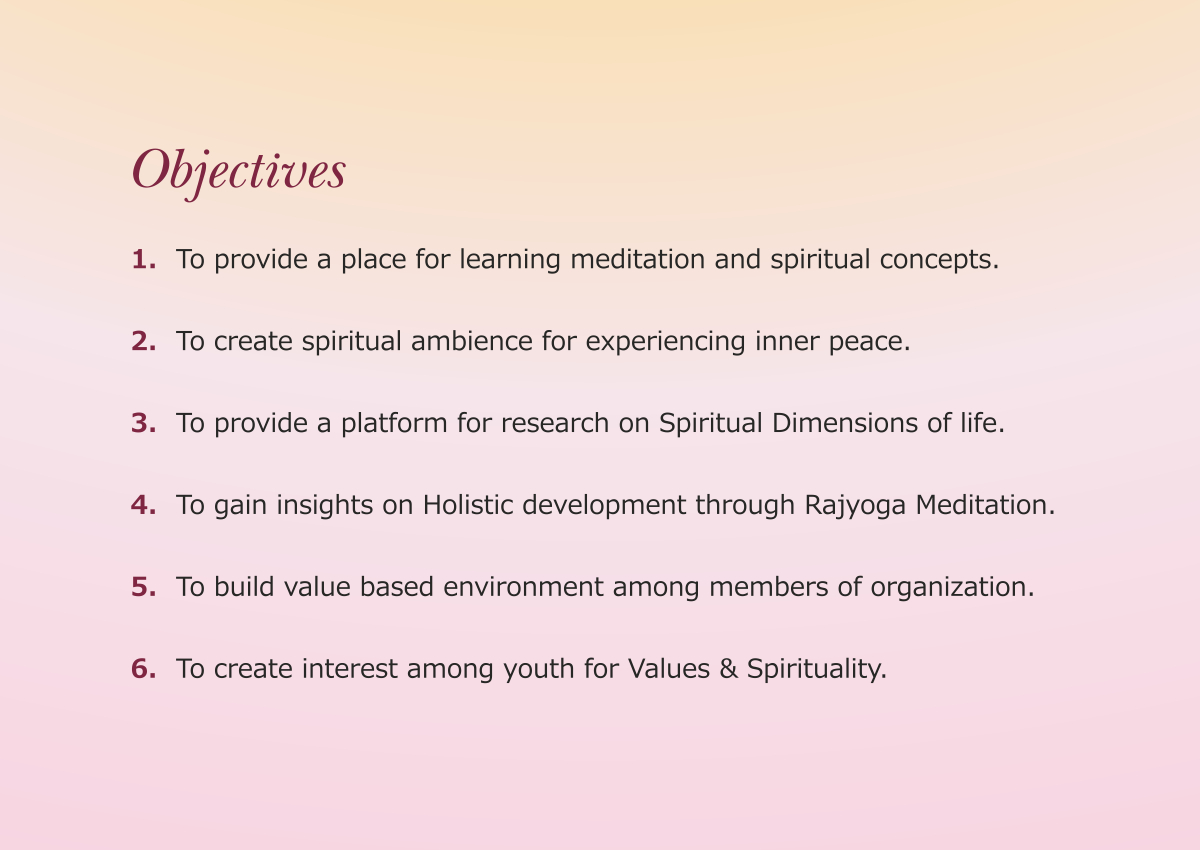 Objectives
1. To provide a place for learning meditation and spiritual concepts.
2. To create spiritual ambience for experiencing inner peace.
3. To provide a platform for research on Spiritual Dimensions of life.
4. To gain insights on Holistic development through Rajyoga Meditation.
5. To build value based environment among members of organization.
6. To create interest among youth for Values & Spirituality.